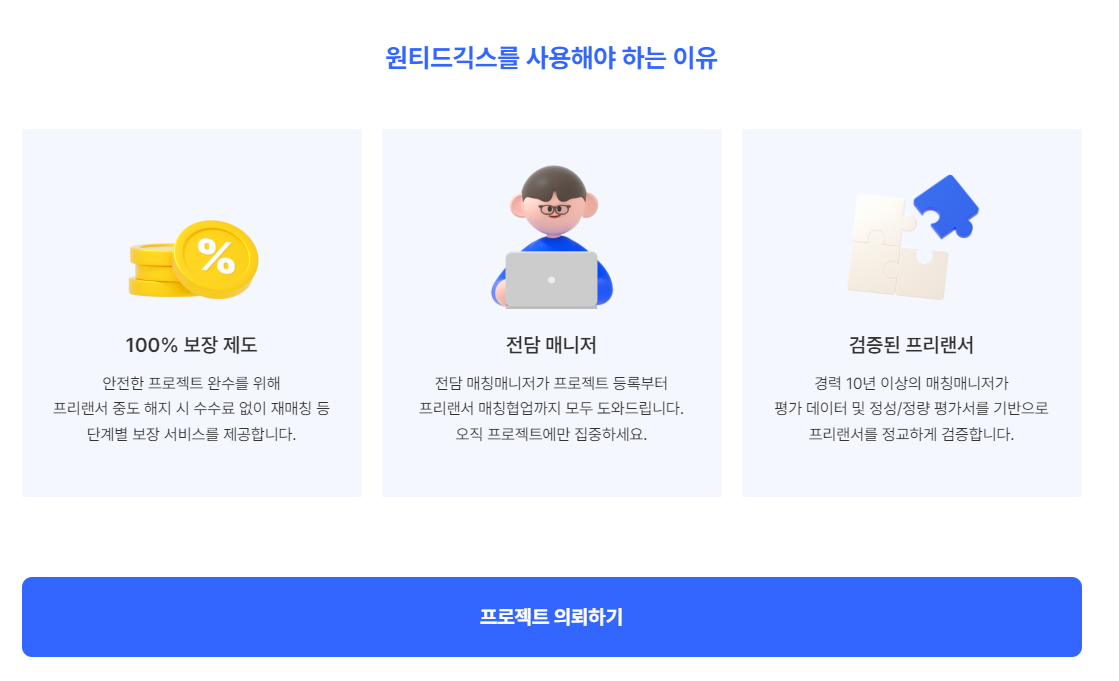 원티드긱스를 사용해야 하는 이유
%
100% 보장 제도
안전한 프로젝트 완수를 위해
프리랜서 중도 해지 시 수수료 없이 재매칭 등
단계별 보장 서비스를 제공합니다.
전담 매니저
전담 매칭매니저가 프로젝트 등록부터
프리랜서 매칭협업까지 모두 도와드립니다.
오직 프로젝트에만 집중하세요.
검증된 프리랜서
경력 10년 이상의 매칭매니저가
평가 데이터 및 정성/정량 평가서를 기반으로
프리랜서를 정교하게 검증합니다.
프로젝트 의뢰하기